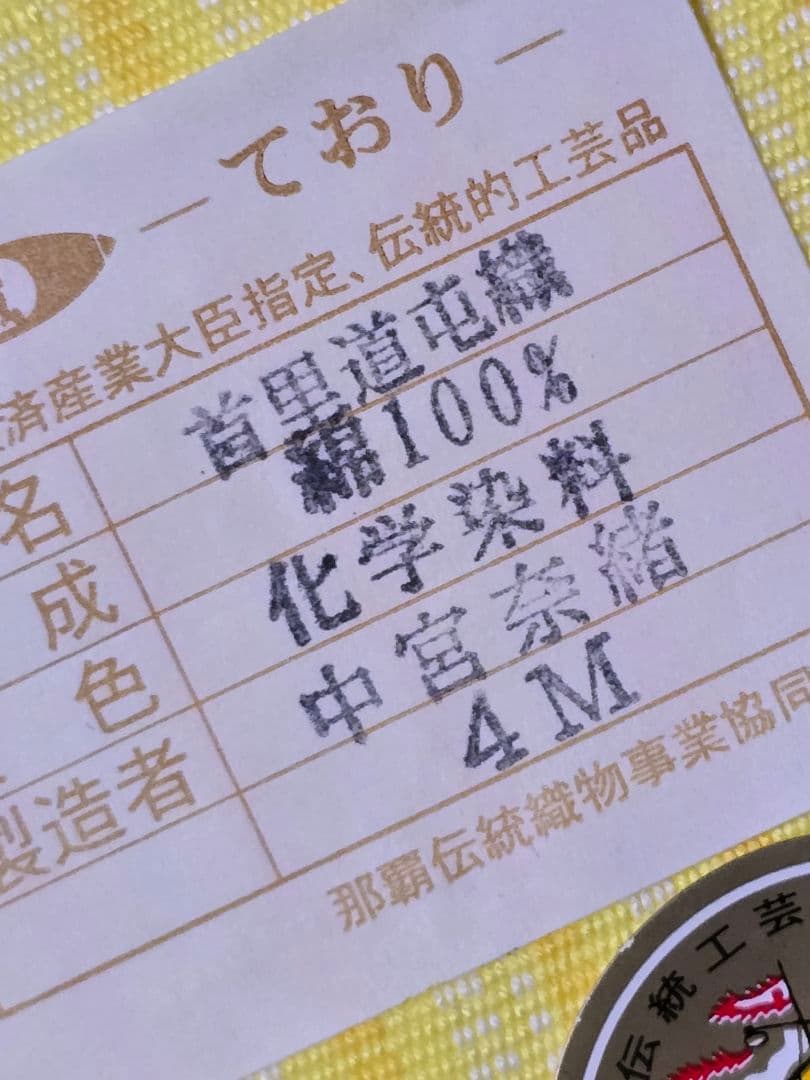 — ており —
済産業大臣指定、伝統的工芸品
名 首里道屯織
成 綿100%
色 化学染料
製造者 中宮奈緒
4M
那覇伝統織物事業協同
伝統工芸